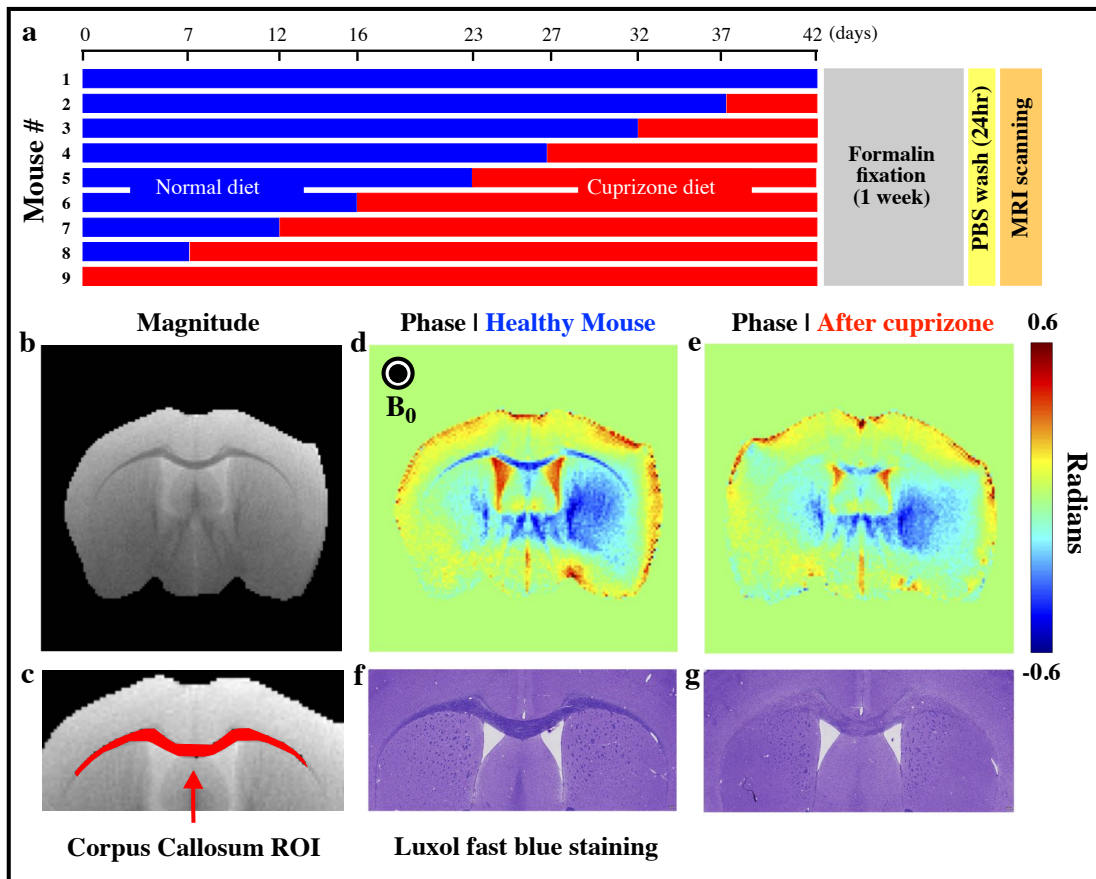 a
0 7 12 16 23 27 32 37 42 (days)
Mouse #
1
2
3
4
5
6
7
8
9
Normal diet
Cuprizone diet
Formalin
fixation
(1 week)
PBS wash (24hr)
MRI scanning
Magnitude
Phase | Healthy Mouse
Phase | After cuprizone
0.6
b
d
e
B0
Radians
-0.6
c
f
g
Corpus Callosum ROI
Luxol fast blue staining